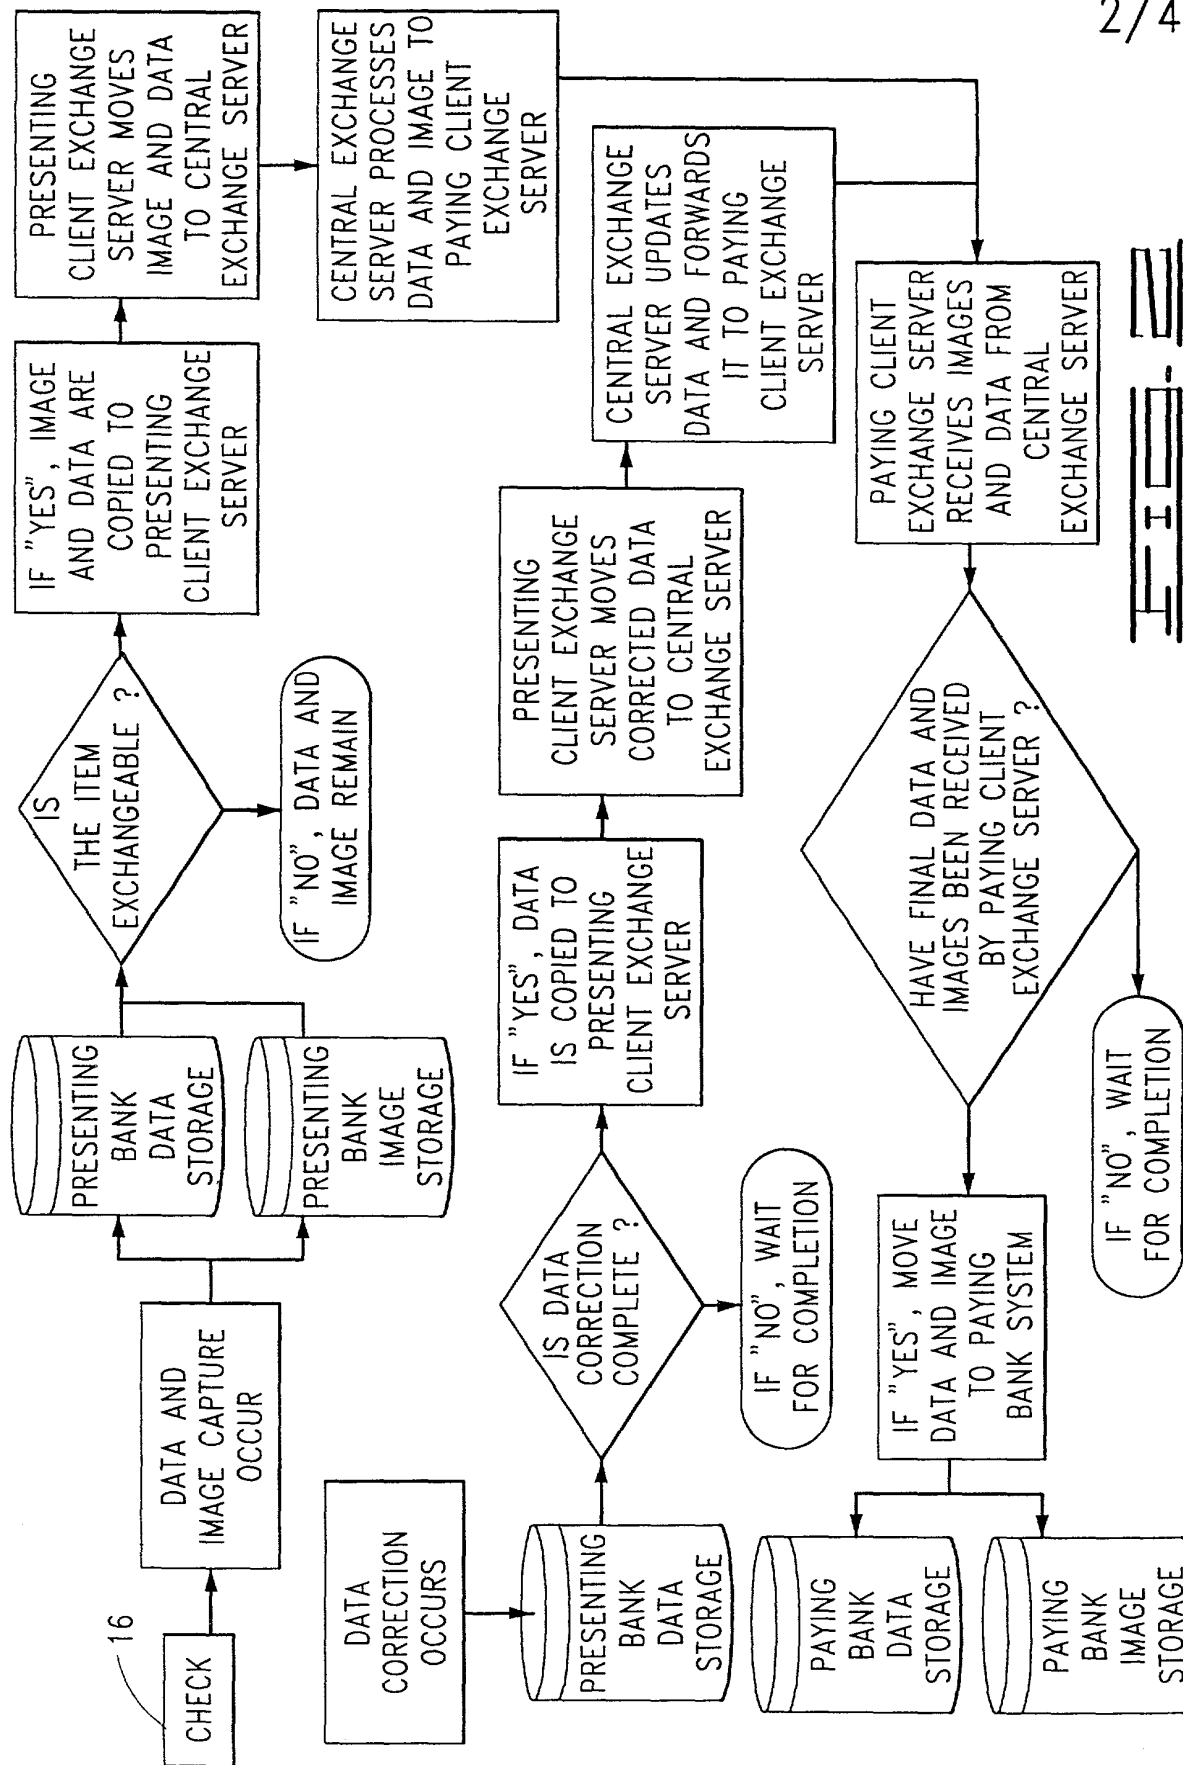 2/4
16
CHECK
DATA AND
IMAGE CAPTURE
OCCUR
PRESENTING
BANK
DATA
STORAGE
PRESENTING
BANK
IMAGE
STORAGE
IS
THE ITEM
EXCHANGEABLE ?
IF "NO", DATA AND
IMAGE REMAIN
IF "YES", IMAGE
AND DATA ARE
COPIED TO
PRESENTING
CLIENT EXCHANGE
SERVER
PRESENTING
CLIENT EXCHANGE
SERVER MOVES
IMAGE AND DATA
TO CENTRAL
EXCHANGE SERVER
CENTRAL EXCHANGE
SERVER PROCESSES
DATA AND IMAGE TO
PAYING CLIENT
EXCHANGE
SERVER
DATA
CORRECTION
OCCURS
PRESENTING
BANK
DATA
STORAGE
IS DATA
CORRECTION
COMPLETE ?
IF "NO", WAIT
FOR COMPLETION
IF "YES", DATA
IS COPIED TO
PRESENTING
CLIENT EXCHANGE
SERVER
PRESENTING
CLIENT EXCHANGE
SERVER MOVES
CORRECTED DATA
TO CENTRAL
EXCHANGE SERVER
CENTRAL EXCHANGE
SERVER UPDATES
DATA AND FORWARDS
IT TO PAYING
CLIENT EXCHANGE
SERVER
PAYING CLIENT
EXCHANGE SERVER
RECEIVES IMAGES
AND DATA FROM
CENTRAL
EXCHANGE SERVER
HAVE FINAL DATA AND
IMAGES BEEN RECEIVED
BY PAYING CLIENT
EXCHANGE SERVER ?
IF "NO", WAIT
FOR COMPLETION
IF "YES", MOVE
DATA AND IMAGE
TO PAYING
BANK SYSTEM
PAYING
BANK
DATA
STORAGE
PAYING
BANK
IMAGE
STORAGE